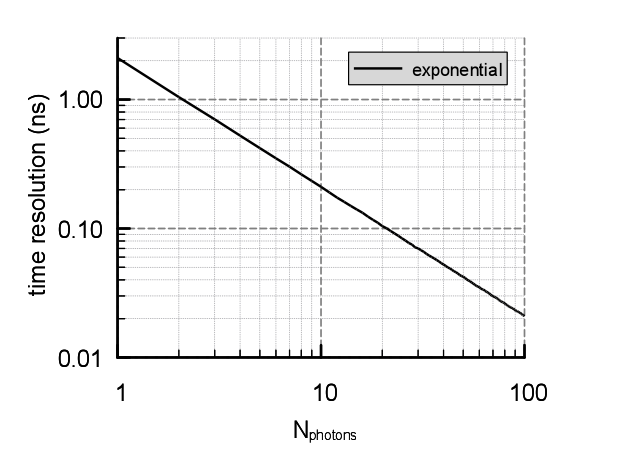 exponential
time resolution (ns)
1.00
0.10
0.01
1 10 100
Nphotons